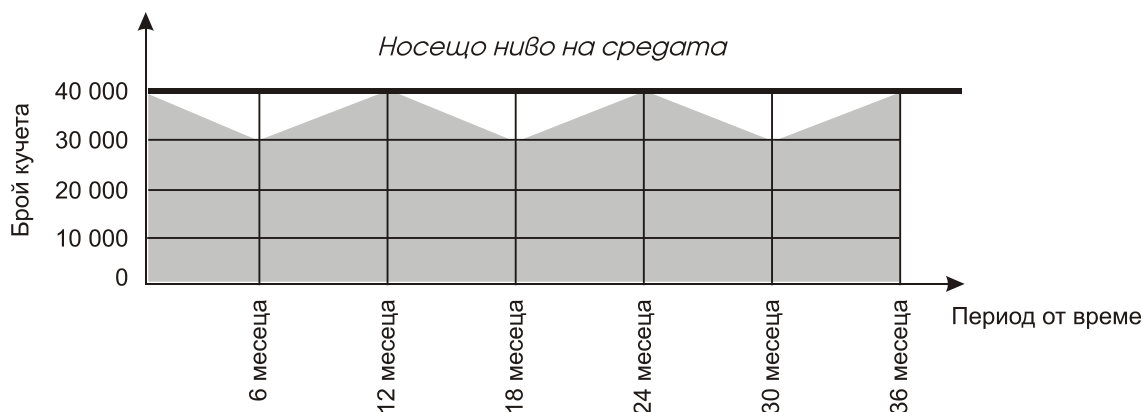 Носещо ниво на средата
Брой кучета
40 000
30 000
20 000
10 000
0
6 месеца
12 месеца
18 месеца
24 месеца
30 месеца
36 месеца
Период от време